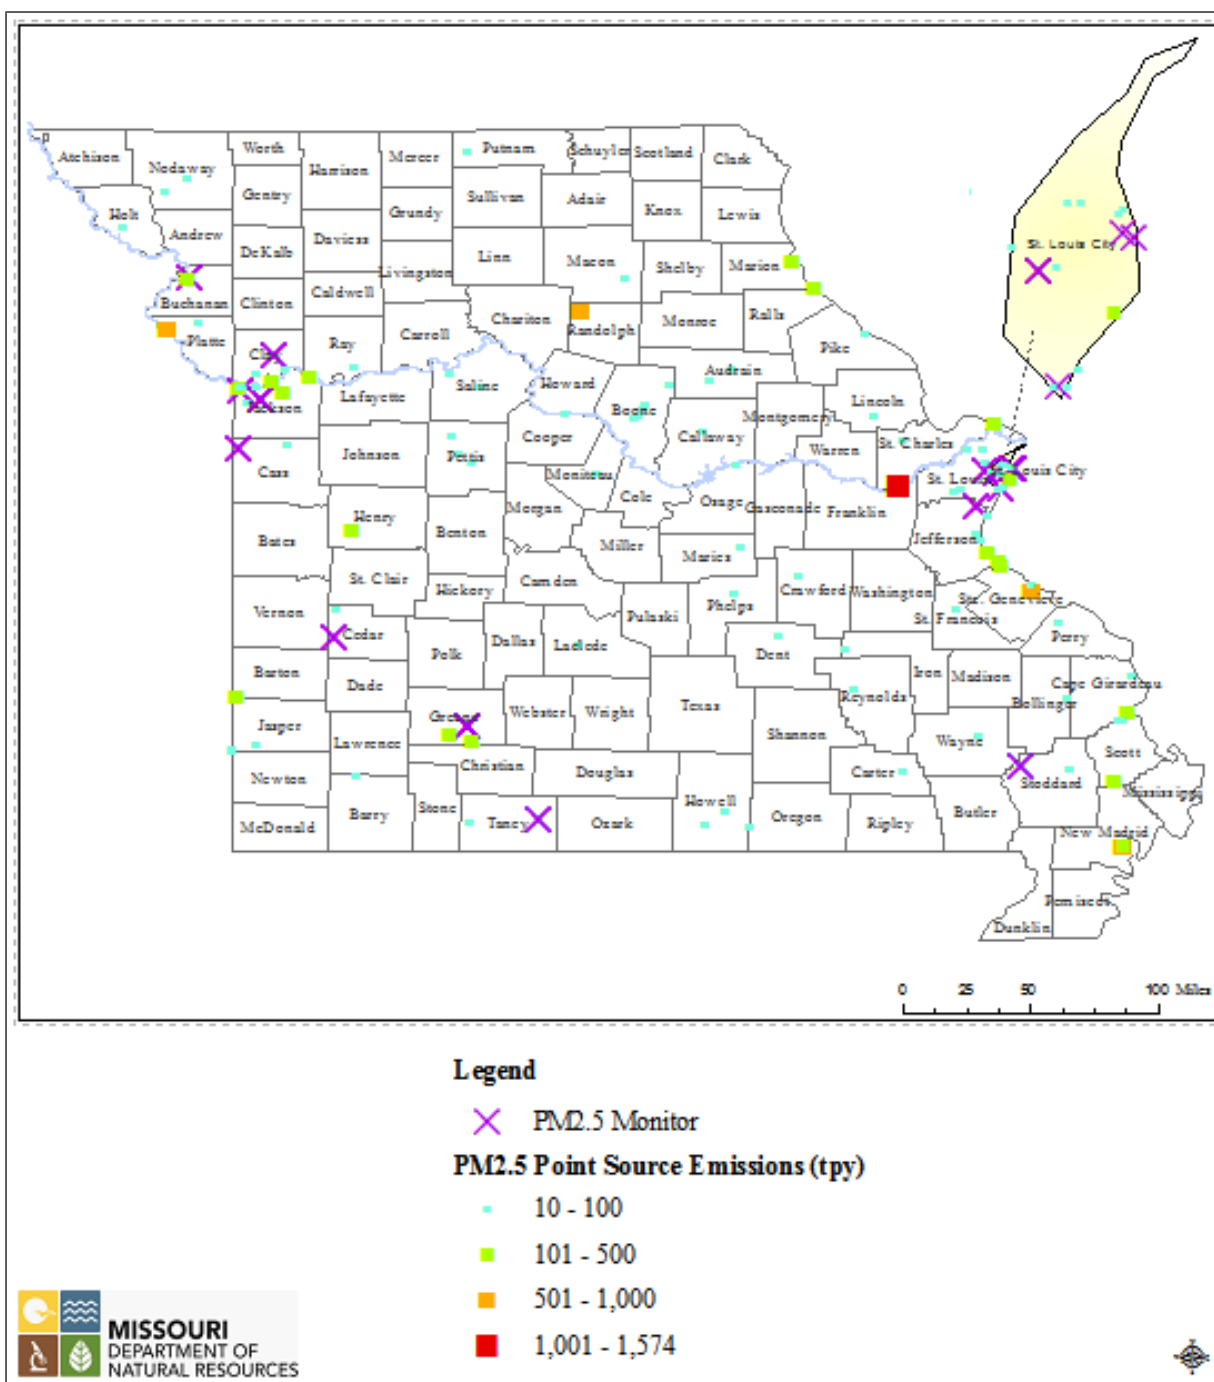 Atchison
Nodaway
Worth
Harrison
Mercer
Putnam
Schuyler
Scotland
Clark
Gentry
Sullivan
Adair
Knox
Lewis
Holt
Andrew
DeKalb
Daviess
Grundy
Linn
Macon
Shelby
Marion
St. Louis City
Livingston
Buchanan
Clinton
Caldwell
Chariton
Randolph
Monroe
Ralls
Platte
Clay
Ray
Carroll
Pike
Audrain
Howard
Saline
Lafayette
Jackson
Boone
Montgomery
Lincoln
Callaway
Cooper
Warren
St. Charles
Cass
Johnson
Pettis
Moniteau
Cole
Osage
Gasconade
Franklin
St. Louis
St. Louis City
Morgan
Henry
Bates
Benton
Miller
Maries
Jefferson
St. Clair
Hickory
Camden
Pulaski
Phelps
Crawford
Washington
Ste. Genevieve
St. Francois
Perry
Vernon
Cedar
Polk
Dallas
Laclede
Dent
Iron
Madison
Barton
Dade
Reynolds
Bollinger
Cape Girardeau
Greene
Webster
Wright
Texas
Shannon
Wayne
Jasper
Lawrence
Christian
Douglas
Carter
Stoddard
Scott
Mississippi
Newton
Barry
Stone
Taney
Ozark
Howell
Oregon
Ripley
Butler
New Madrid
McDonald
Pemiscot
Dunklin
0 25 50 100 Miles
Legend
PM2.5 Monitor
PM2.5 Point Source Emissions (tpy)
10 - 100
101 - 500
501 - 1,000
1,001 - 1,574
MISSOURI
DEPARTMENT OF
NATURAL RESOURCES